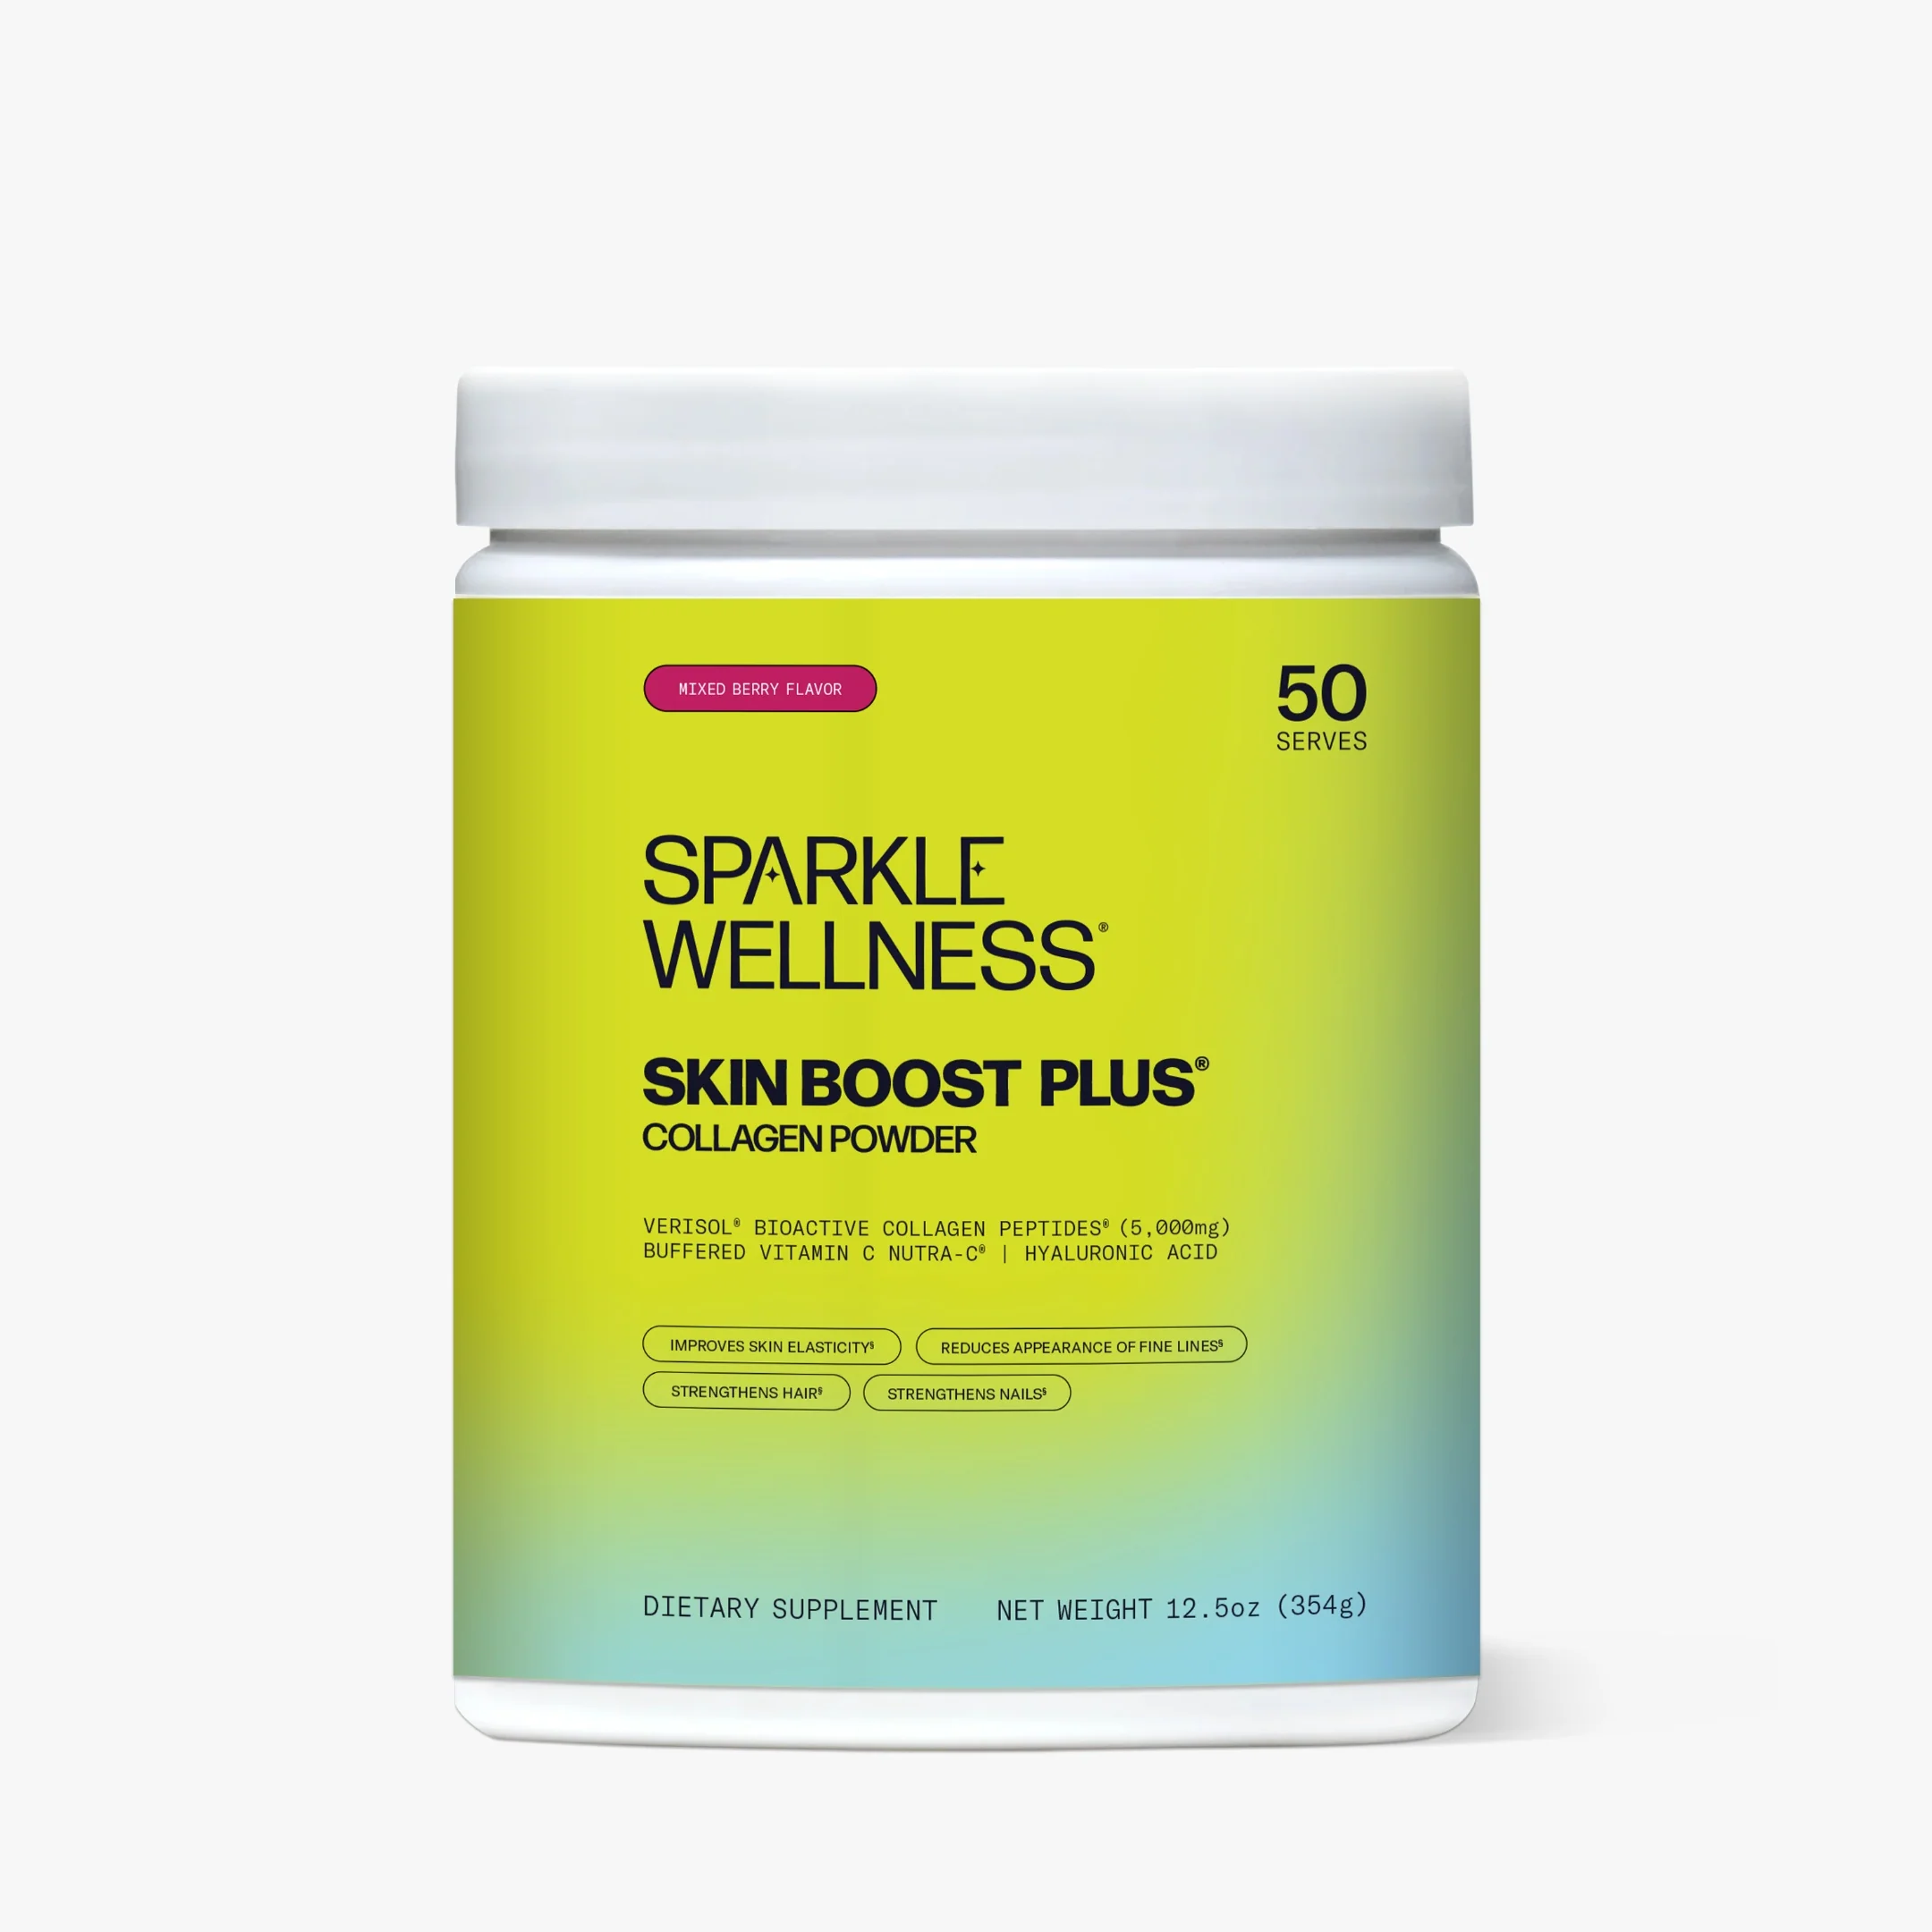 MIXED BERRY FLAVOR
50
SERVES
SPARKLE
WELLNESS®
SKIN BOOST PLUS®
COLLAGEN POWDER
VERISOL® BIOACTIVE COLLAGEN PEPTIDES® (5,000mg)
BUFFERED VITAMIN C NUTRA-C® | HYALURONIC ACID
IMPROVES SKIN ELASTICITY§ REDUCES APPEARANCE OF FINE LINES§
STRENGTHENS HAIR§ STRENGTHENS NAILS§
DIETARY SUPPLEMENT NET WEIGHT 12.5oz (354g)